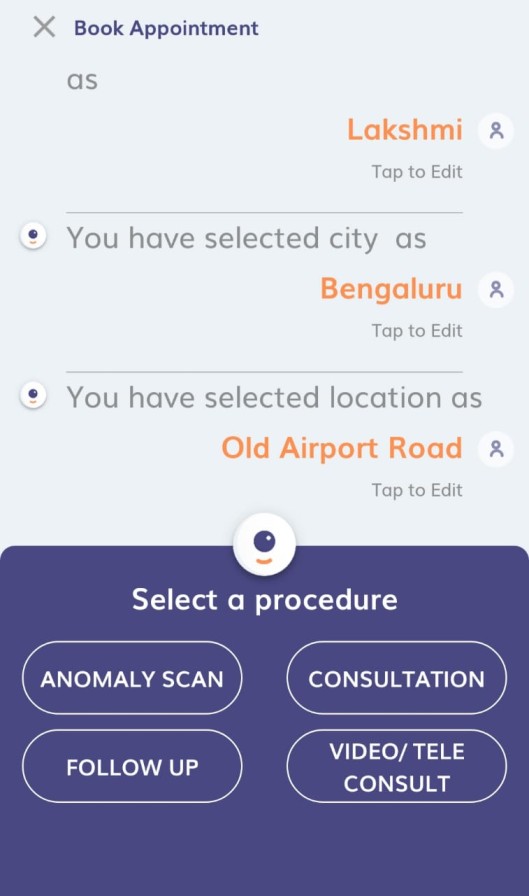 Book Appointment
as
Lakshmi
Tap to Edit
You have selected city as
Bengaluru
Tap to Edit
You have selected location as
Old Airport Road
Tap to Edit
Select a procedure
ANOMALY SCAN
CONSULTATION
FOLLOW UP
VIDEO/ TELE
CONSULT